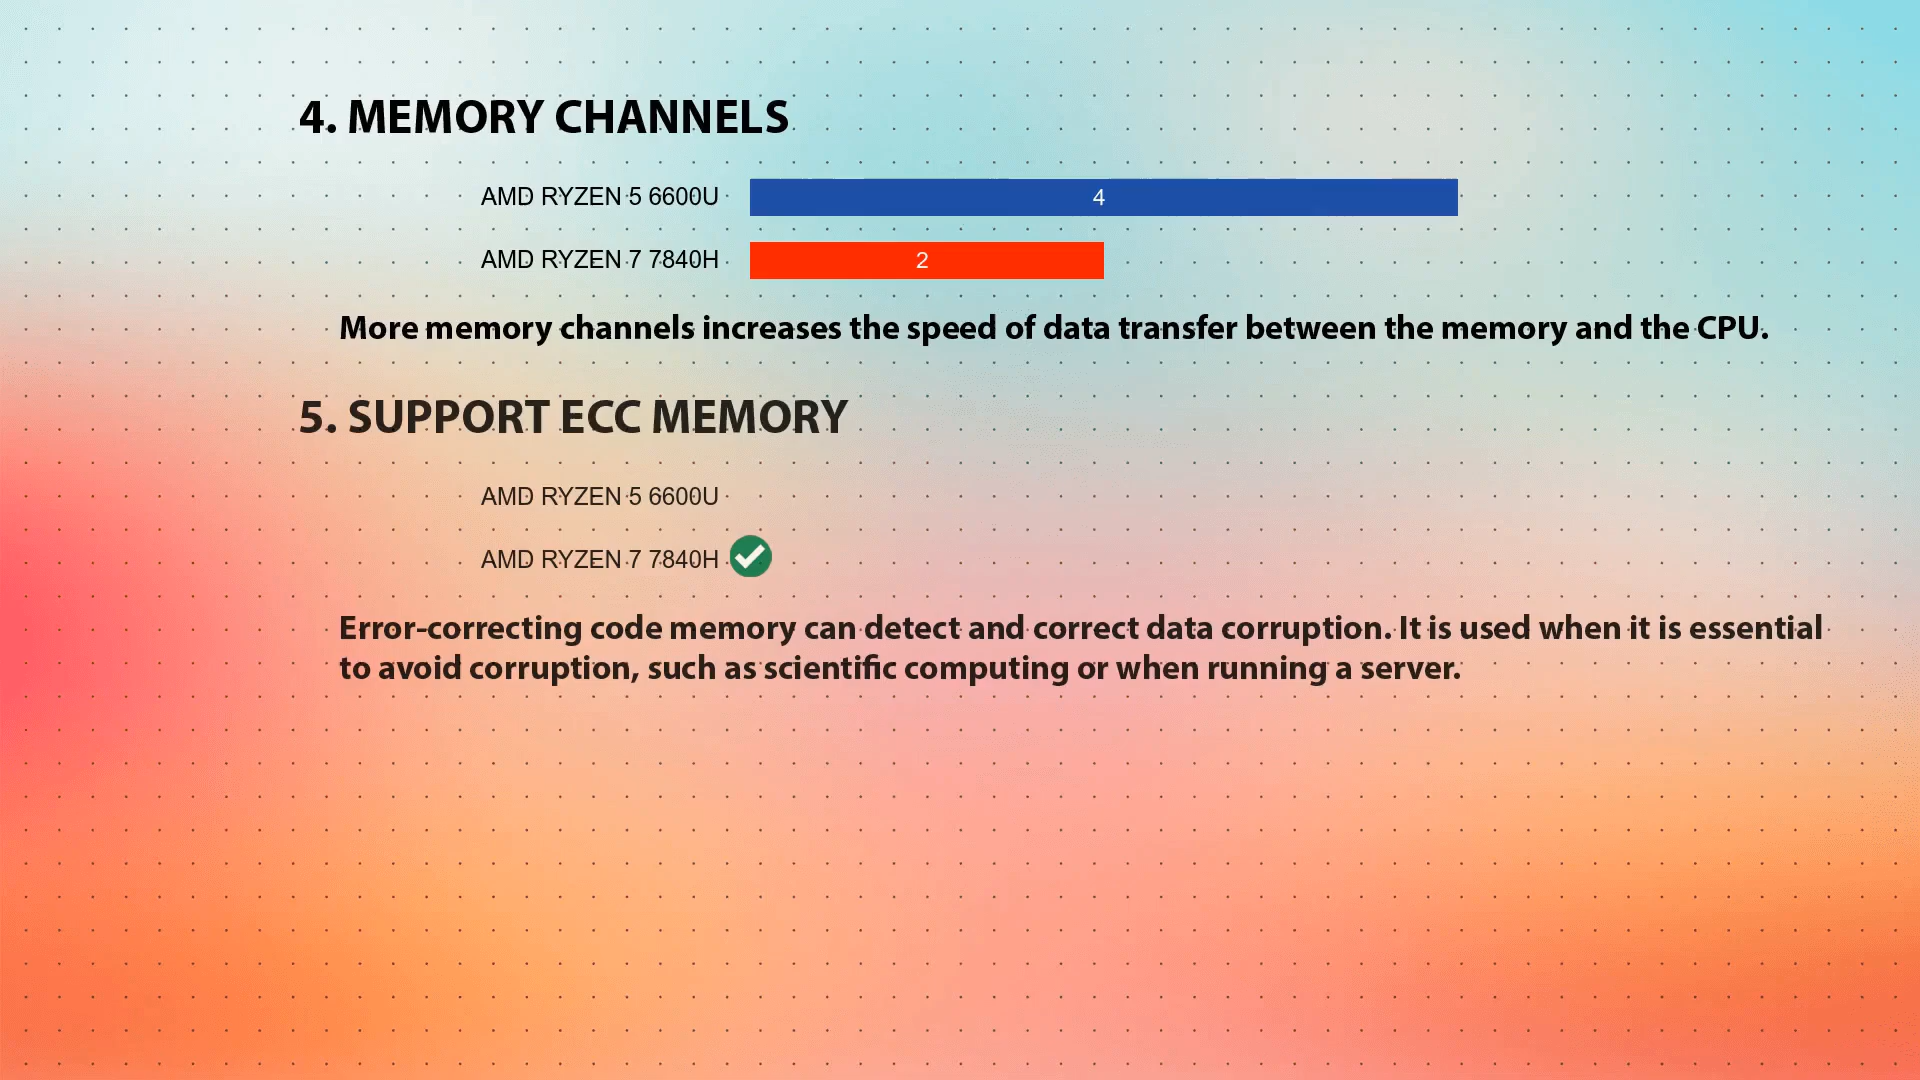 4. MEMORY CHANNELS
AMD RYZEN 5 6600U
4
AMD RYZEN 7 7840H
2
More memory channels increases the speed of data transfer between the memory and the CPU.
5. SUPPORT ECC MEMORY
AMD RYZEN 5 6600U
AMD RYZEN 7 7840H
Error-correcting code memory can detect and correct data corruption. It is used when it is essential
to avoid corruption, such as scientific computing or when running a server.